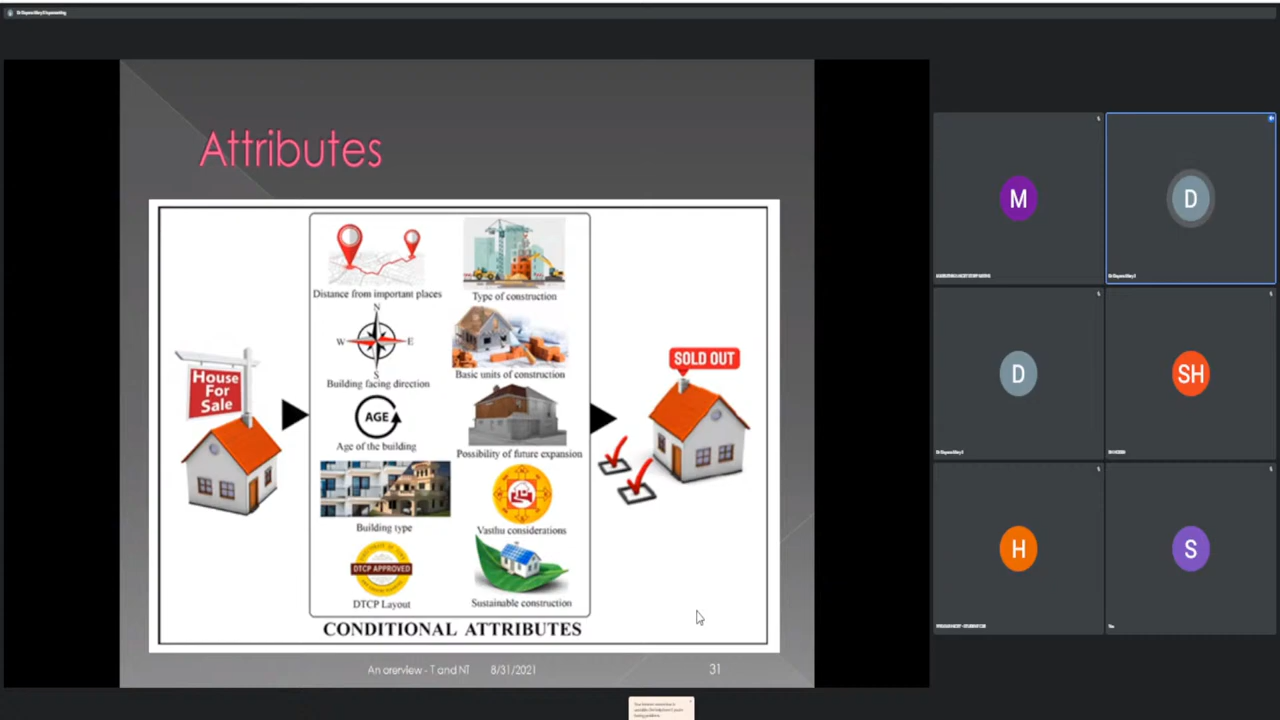 Attributes
House
For
Sale
Distance from important places
Type of construction
N
W
E
S
Building facing direction
Basic units of construction
AGE
Age of the building
Possibility of future expansion
Building type
Vasthu considerations
DTCP APPROVED
DTCP Layout
Sustainable construction
SOLD OUT
CONDITIONAL ATTRIBUTES
An orerview - T and NT
8/31/2021
31
M
D
D
SH
H
S